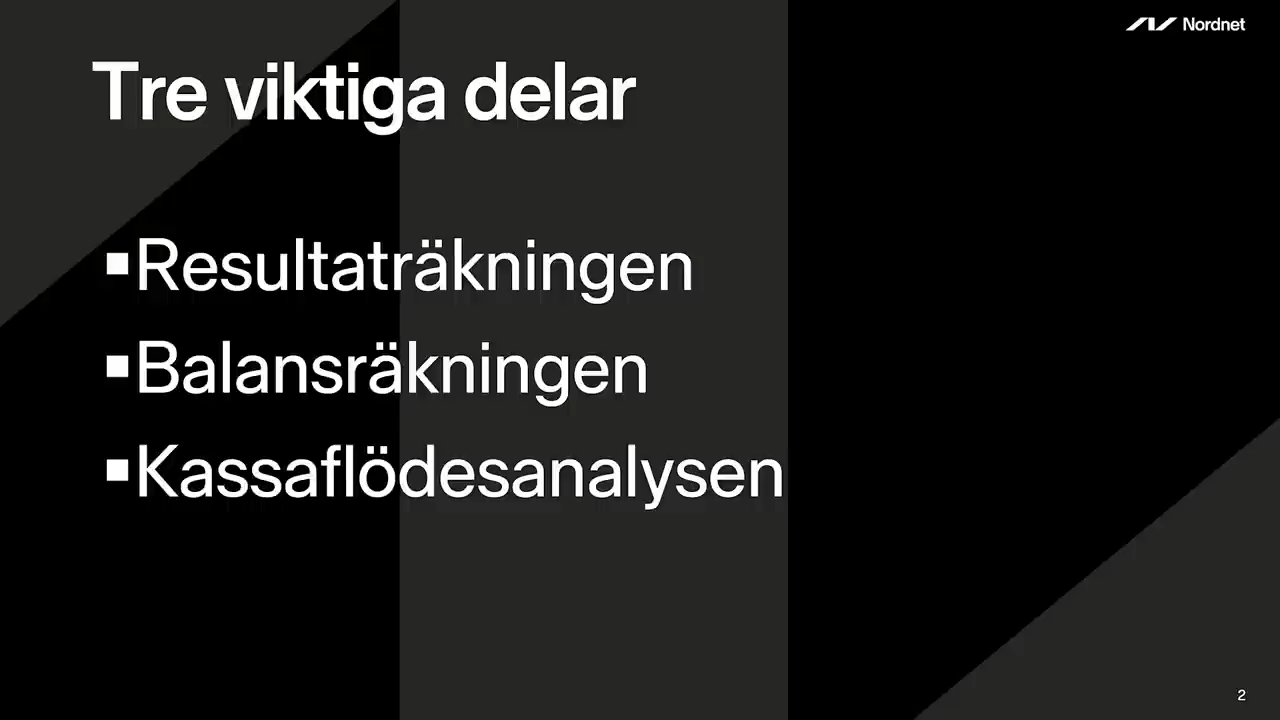 Nordnet
Tre viktiga delar
▪Resultaträkningen
▪Balansräkningen
▪Kassaflödesanalysen
2